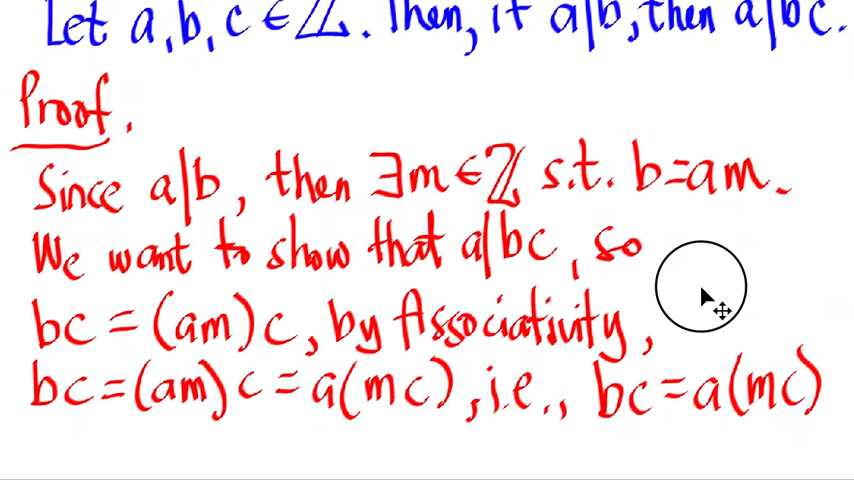 Let a, b, c ∈ ℤ. Then, if a|b, then a|bc.
Proof.
Since a|b, then ∃m∈ℤ s.t. b=am.
We want to show that a|bc, so
bc = (am)c, by Associativity,
bc=(am)c=a(mc), i.e., bc=a(mc)